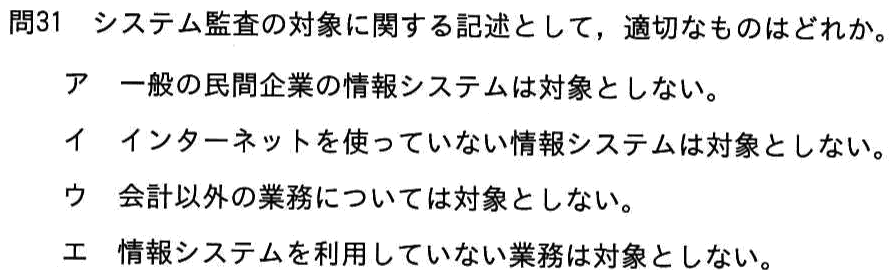 問31　システム監査の対象に関する記述として，適切なものはどれか。
ア　一般の民間企業の情報システムは対象としない。
イ　インターネットを使っていない情報システムは対象としない。
ウ　会計以外の業務については対象としない。
エ　情報システムを利用していない業務は対象としない。